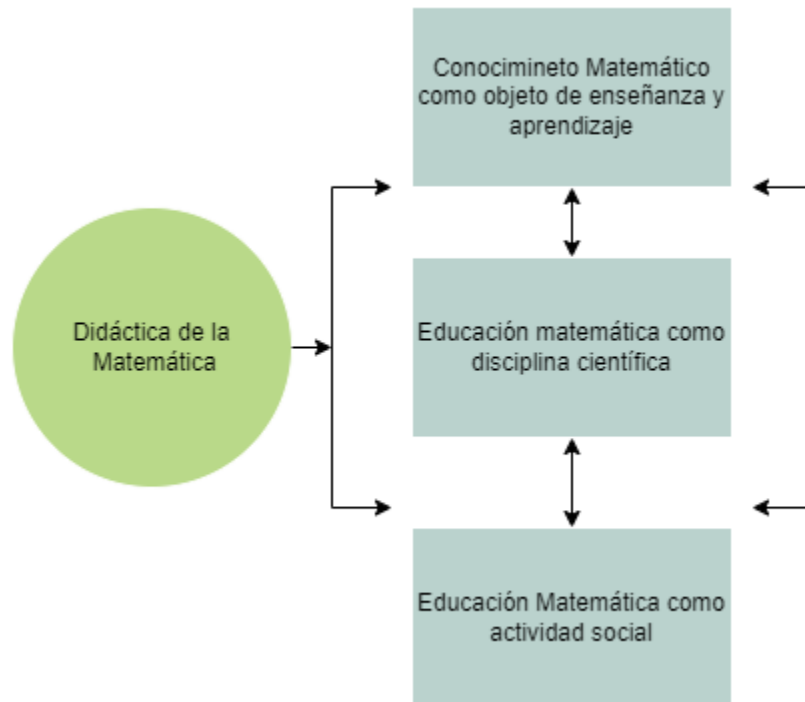 Conocimineto Matemático
como objeto de enseñanza y
aprendizaje
Didáctica de la
Matemática
Educación matemática como
disciplina científica
Educación Matemática como
actividad social